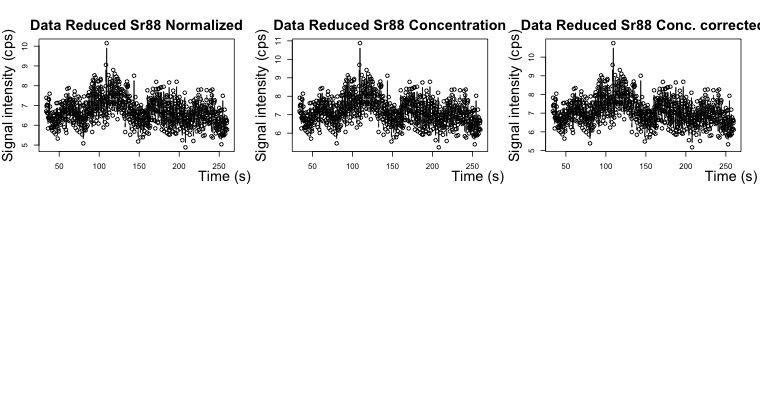 Data Reduced Sr88 Normalized
Signal intensity (cps)
10
9
8
7
6
5
50 100 150 200 250
Time (s)
Data Reduced Sr88 Concentration
Signal intensity (cps)
11
10
9
8
7
6
50 100 150 200 250
Time (s)
Data Reduced Sr88 Conc. corrected
Signal intensity (cps)
10
9
8
7
6
5
50 100 150 200 250
Time (s)